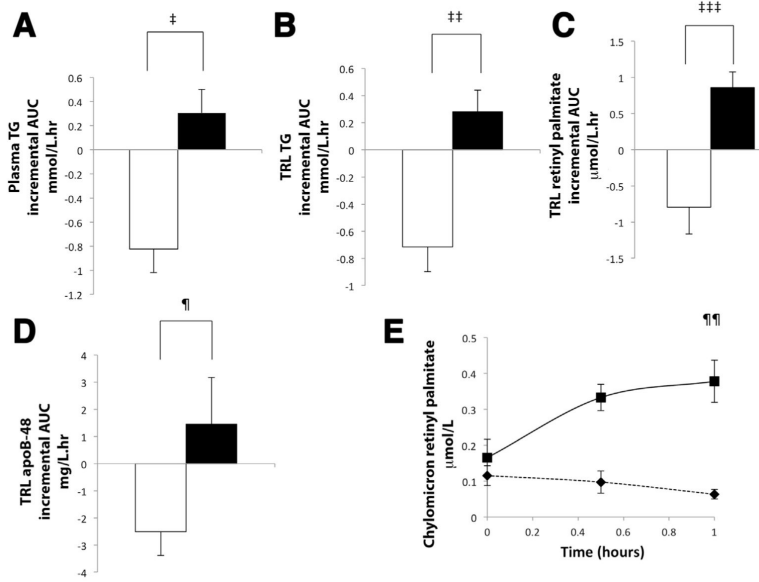 A
‡
Plasma TG
incremental AUC
mmol/L.hr
0.6
0.4
0.2
0
-0.2
-0.4
-0.6
-0.8
-1
-1.2
B
‡‡
TRL TG
incremental AUC
mmol/L.hr
0.6
0.4
0.2
0
-0.2
-0.4
-0.6
-0.8
-1
C
‡‡‡
TRL retinyl palmitate
incremental AUC
μmol/L.hr
1
0.5
0
-0.5
-1
-1.5
D
¶
TRL apoB-48
incremental AUC
mg/L.hr
4
3
2
1
0
-1
-2
-3
-4
E
¶¶
Chylomicron retinyl palmitate
μmol/L
0.5
0.4
0.3
0.2
0.1
0
0 0.2 0.4 0.6 0.8 1
Time (hours)